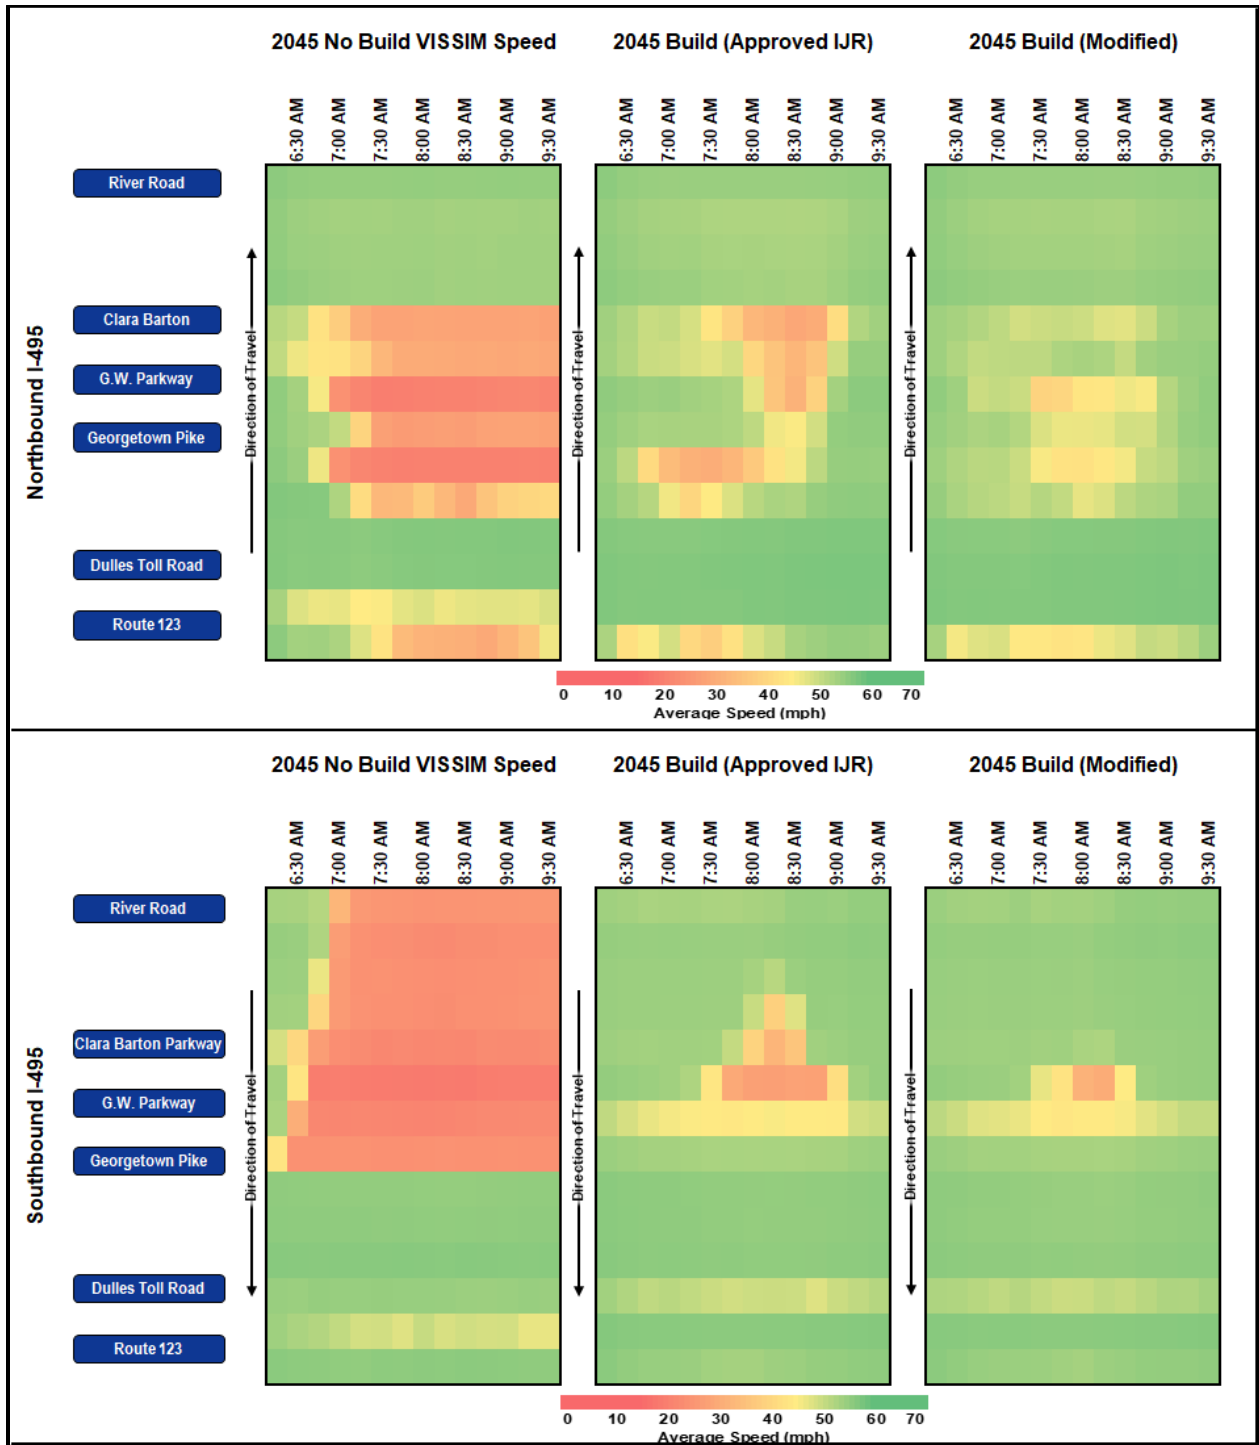 2045 No Build VISSIM Speed
2045 Build (Approved IJR)
2045 Build (Modified)
6:30 AM
7:00 AM
7:30 AM
8:00 AM
8:30 AM
9:00 AM
9:30 AM
6:30 AM
7:00 AM
7:30 AM
8:00 AM
8:30 AM
9:00 AM
9:30 AM
6:30 AM
7:00 AM
7:30 AM
8:00 AM
8:30 AM
9:00 AM
9:30 AM
Northbound I-495
River Road
Clara Barton
G.W. Parkway
Georgetown Pike
Dulles Toll Road
Route 123
Direction of Travel
Direction of Travel
Direction of Travel
0 10 20 30 40 50 60 70
Average Speed (mph)
2045 No Build VISSIM Speed
2045 Build (Approved IJR)
2045 Build (Modified)
6:30 AM
7:00 AM
7:30 AM
8:00 AM
8:30 AM
9:00 AM
9:30 AM
6:30 AM
7:00 AM
7:30 AM
8:00 AM
8:30 AM
9:00 AM
9:30 AM
6:30 AM
7:00 AM
7:30 AM
8:00 AM
8:30 AM
9:00 AM
9:30 AM
Southbound I-495
River Road
Clara Barton Parkway
G.W. Parkway
Georgetown Pike
Dulles Toll Road
Route 123
Direction of Travel
Direction of Travel
Direction of Travel
0 10 20 30 40 50 60 70
Average Speed (mph)